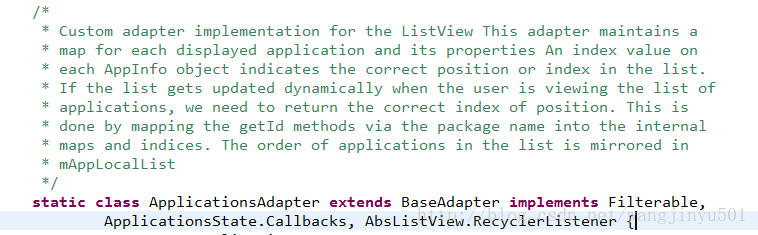 /*
* Custom adapter implementation for the ListView This adapter maintains a
* map for each displayed application and its properties An index value on
* each AppInfo object indicates the correct position or index in the list.
* If the list gets updated dynamically when the user is viewing the list of
* applications, we need to return the correct index of position. This is
* done by mapping the getId methods via the package name into the internal
* maps and indices. The order of applications in the list is mirrored in
* mAppLocalList
*/
static class ApplicationsAdapter extends BaseAdapter implements Filterable,
ApplicationsState.Callbacks, AbsListView.RecyclerListener {
http://blog.csdn.net/yangjinyu501